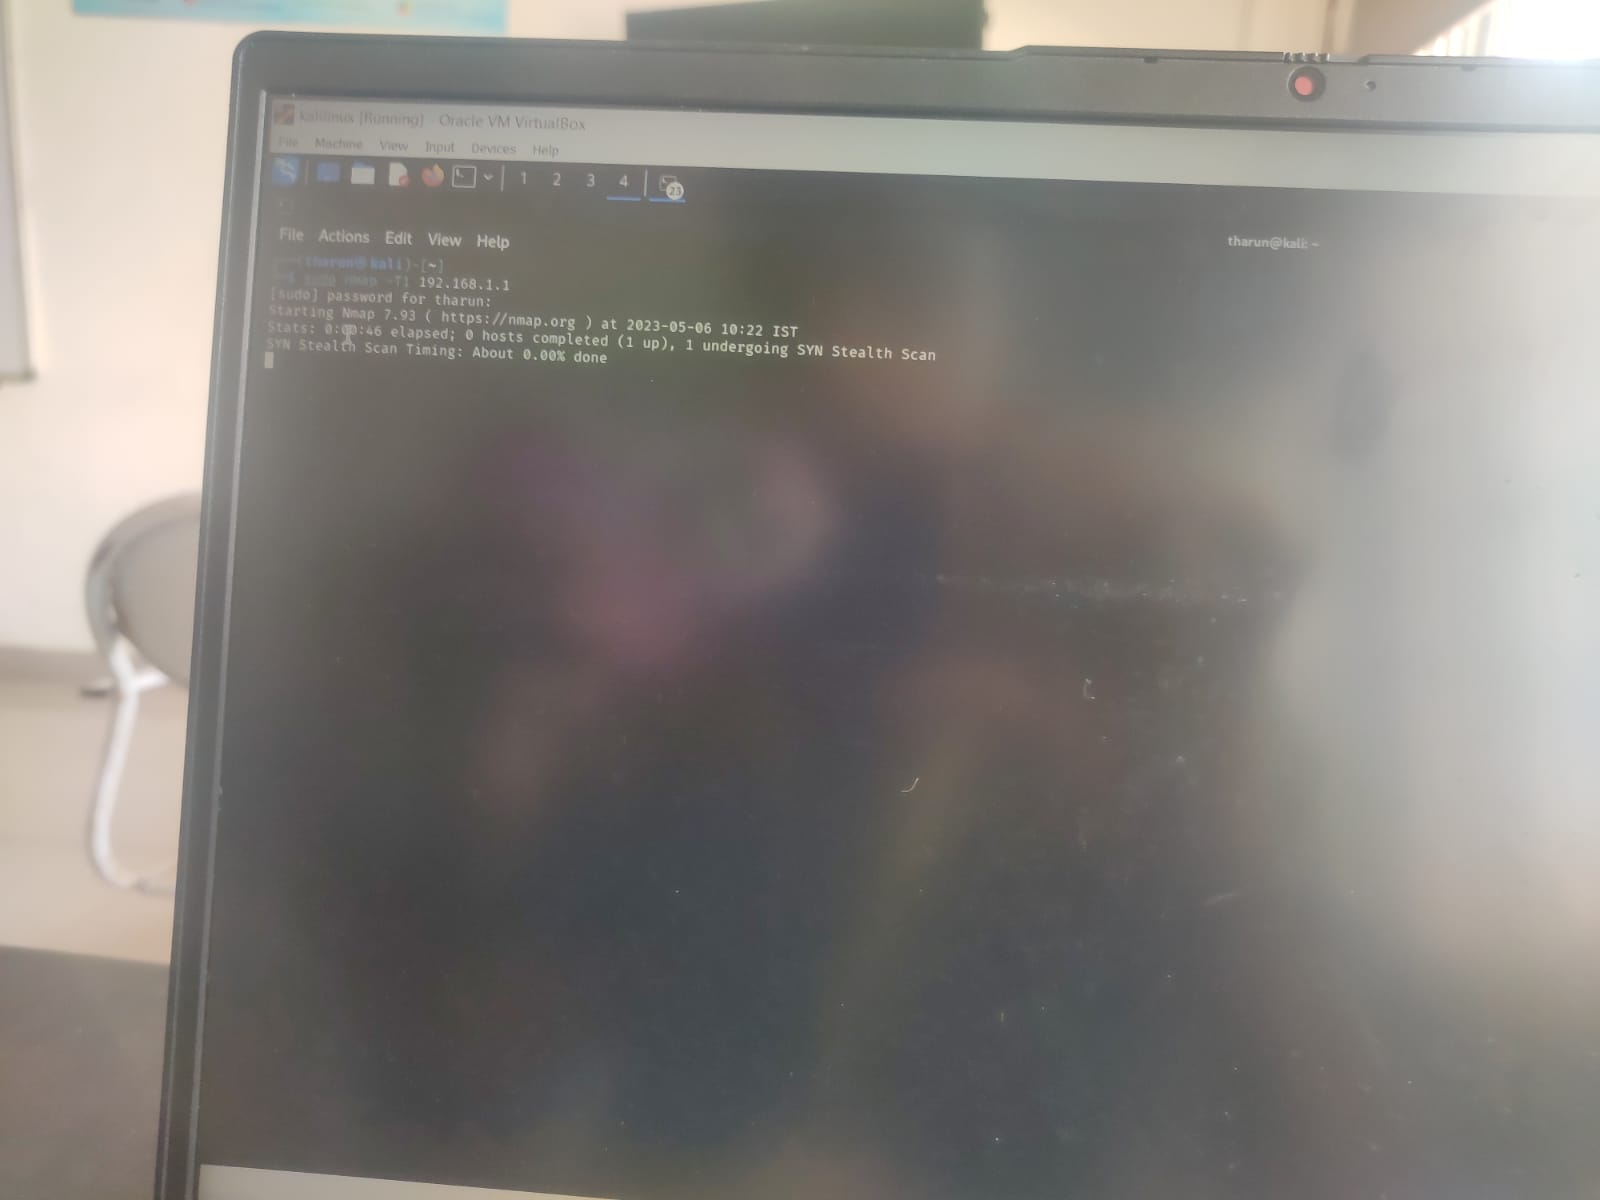 kalilinux [Running] - Oracle VM VirtualBox
File Machine View Input Devices Help
1 2 3 4 23
File Actions Edit View Help
tharun@kali: ~
(tharun㉿kali)-[~]
$ sudo nmap -T1 192.168.1.1
[sudo] password for tharun:
Starting Nmap 7.93 ( https://nmap.org ) at 2023-05-06 10:22 IST
Stats: 0:00:46 elapsed; 0 hosts completed (1 up), 1 undergoing SYN Stealth Scan
SYN Stealth Scan Timing: About 0.00% done